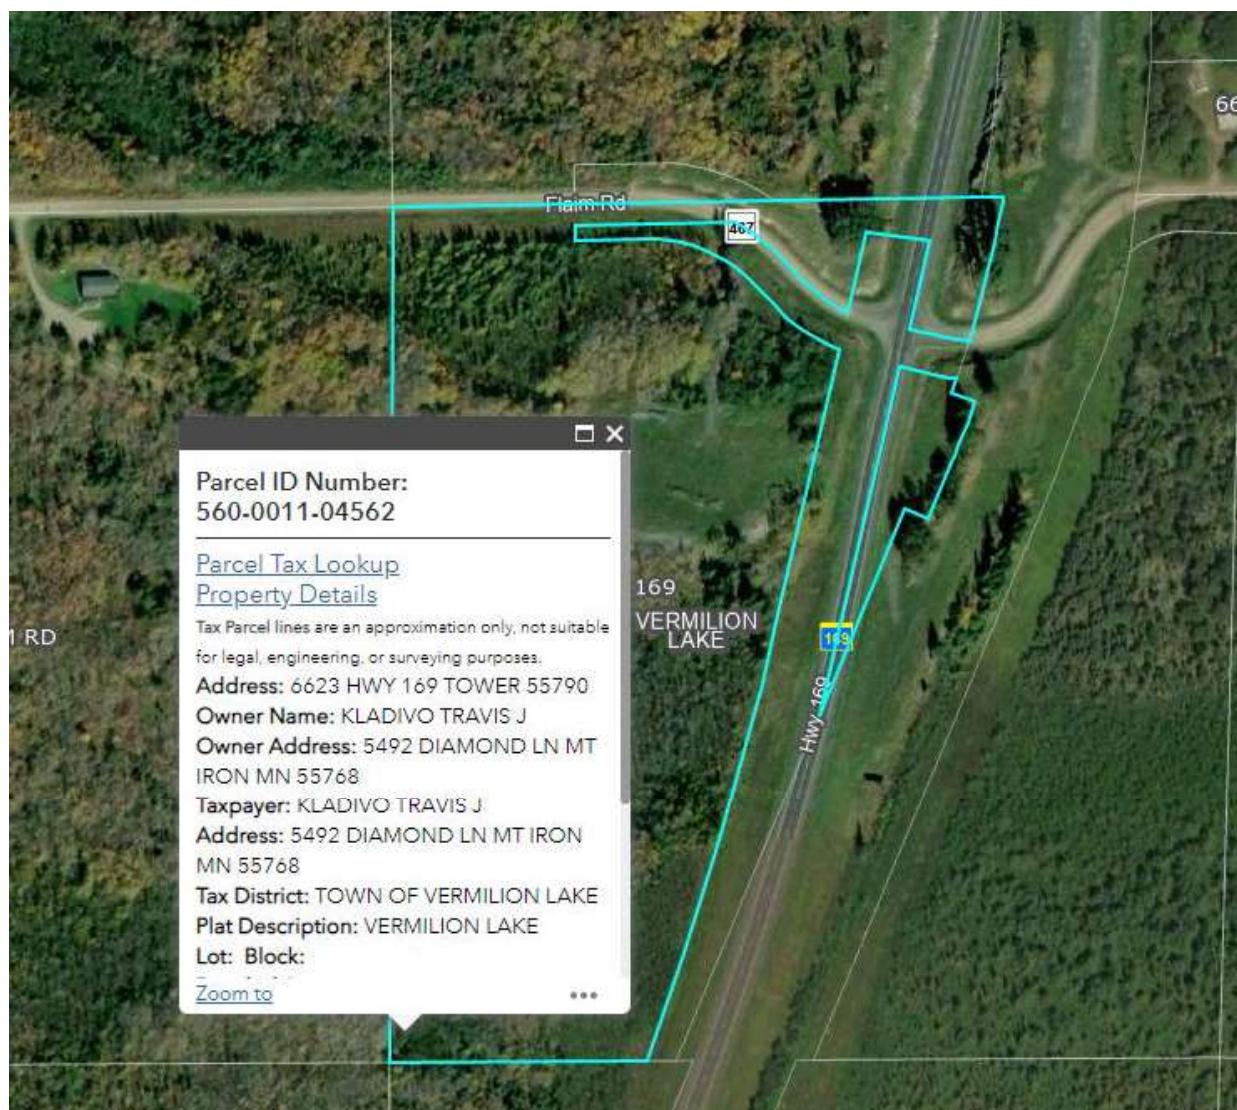 66
Flaim Rd
467
Parcel ID Number:
560-0011-04562
Parcel Tax Lookup
Property Details
Tax Parcel lines are an approximation only, not suitable
for legal, engineering, or surveying purposes.
Address: 6623 HWY 169 TOWER 55790
Owner Name: KLADIVO TRAVIS J
Owner Address: 5492 DIAMOND LN MT
IRON MN 55768
Taxpayer: KLADIVO TRAVIS J
Address: 5492 DIAMOND LN MT IRON
MN 55768
Tax District: TOWN OF VERMILION LAKE
Plat Description: VERMILION LAKE
Lot: Block:
Zoom to
169
VERMILION
LAKE
RD
169
Hwy 169